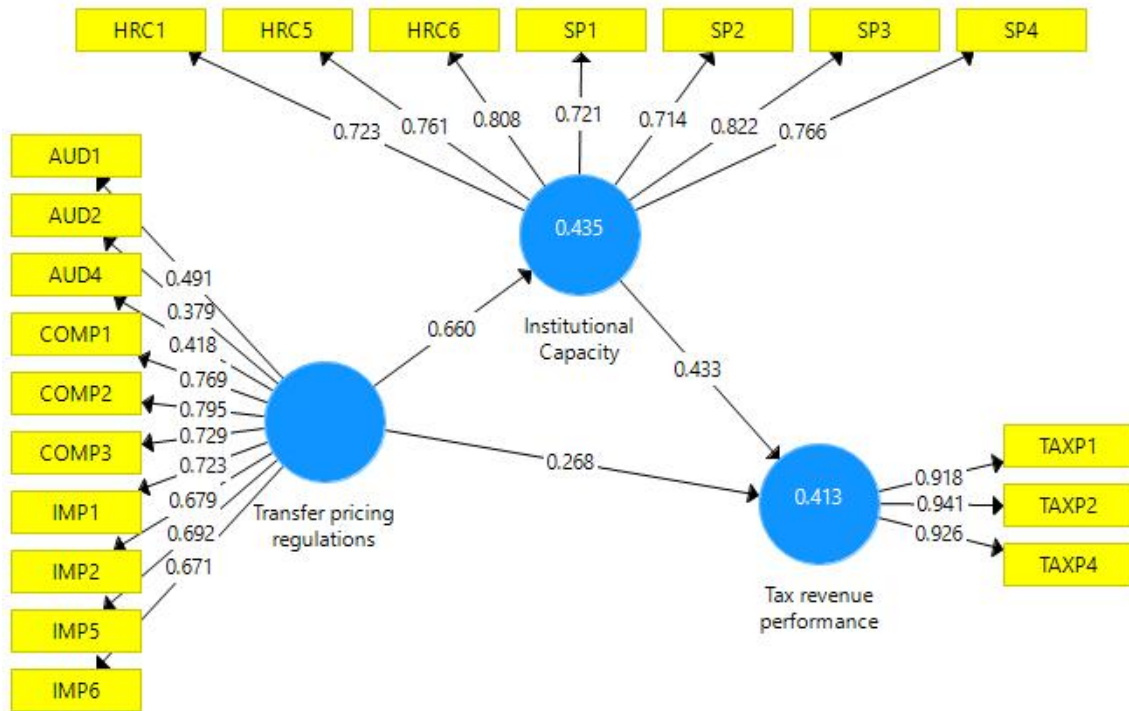 HRC1 HRC5 HRC6 SP1 SP2 SP3 SP4
0.723 0.761 0.808 0.721 0.714 0.822 0.766
AUD1
AUD2
AUD4
COMP1
COMP2
COMP3
IMP1
IMP2
IMP5
IMP6
0.491
0.379
0.418
0.769
0.795
0.729
0.723
0.679
0.692
0.671
Transfer pricing
regulations
0.660
0.435
Institutional
Capacity
0.433
0.268
0.413
Tax revenue
performance
0.918
0.941
0.926
TAXP1
TAXP2
TAXP4